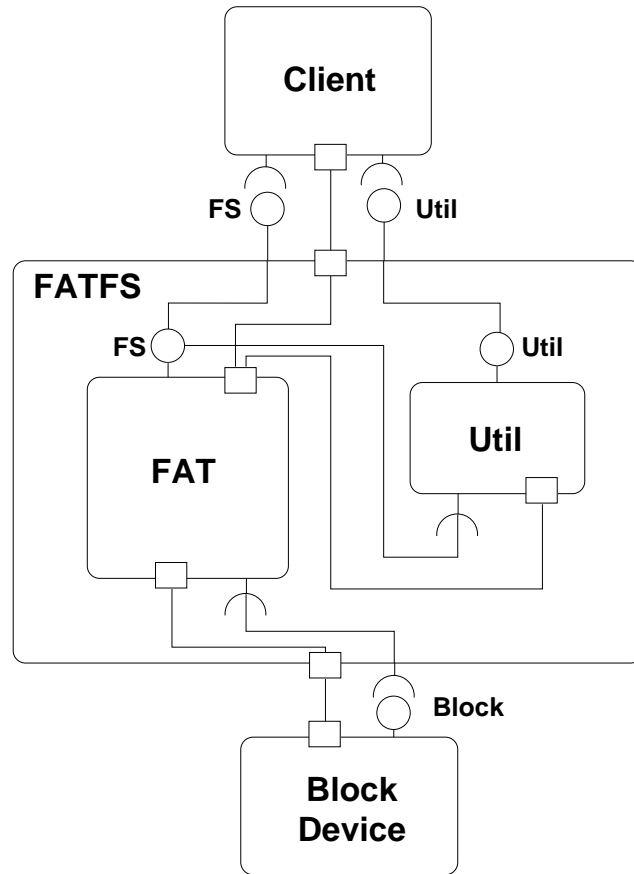 Client
FS
Util
FATFS
FS
Util
FAT
Util
Block
Block
Device